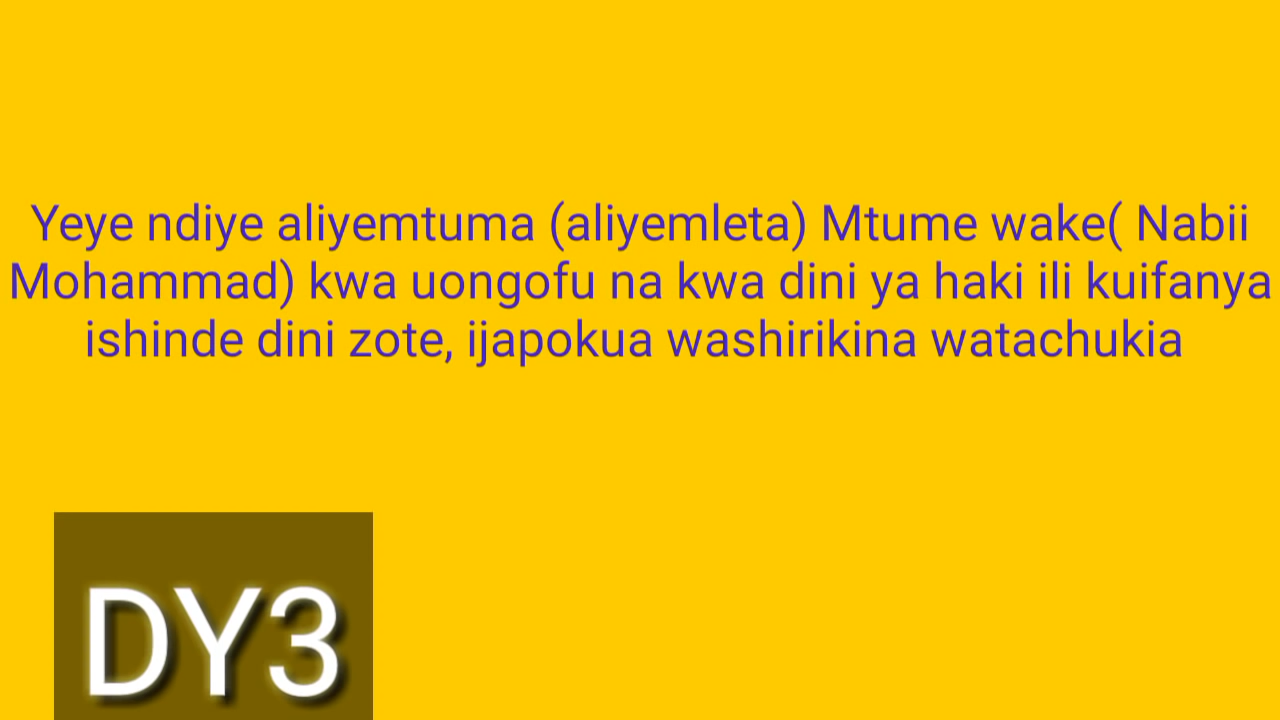 Yeye ndiye aliyemtuma (aliyemleta) Mtume wake( Nabii
Mohammad) kwa uongofu na kwa dini ya haki ili kuifanya
ishinde dini zote, ijapokua washirikina watachukia
DY3